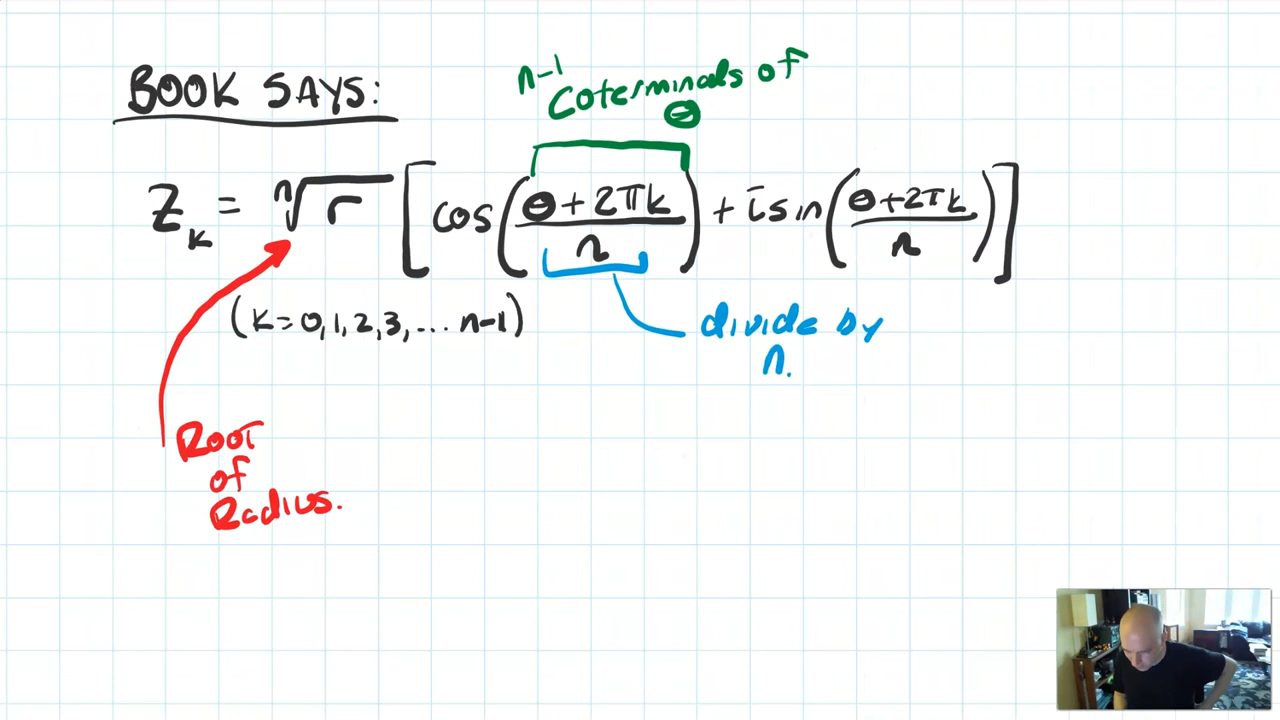 BOOK SAYS:
n-1
Coterminals of
θ
Z_k = ⁿ√r [cos((θ+2πk)/n) + i sin((θ+2πk)/n)]
(k=0,1,2,3,... n-1)
divide by
n.
Root
of
Radius.